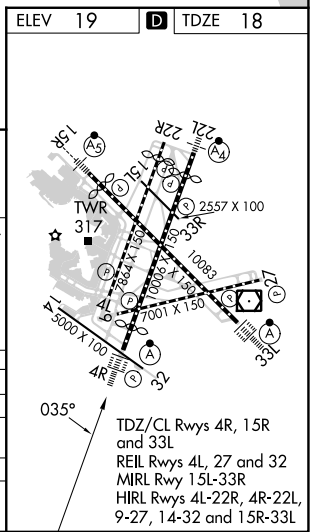 ELEV 19 D TDZE 18
15R
A5
22R
22L
A4
15L
P
P
P
P
2557 X 100
33R
TWR
317
P
7864 X 150
10006 X 150
10083
4L
9
P
27
P
P
7001 X 150
14
5000 X 100
A
A
33L
4R
P
32
035°
TDZ/CL Rwys 4R, 15R
and 33L
REIL Rwys 4L, 27 and 32
MIRL Rwy 15L-33R
HIRL Rwys 4L-22R, 4R-22L,
9-27, 14-32 and 15R-33L